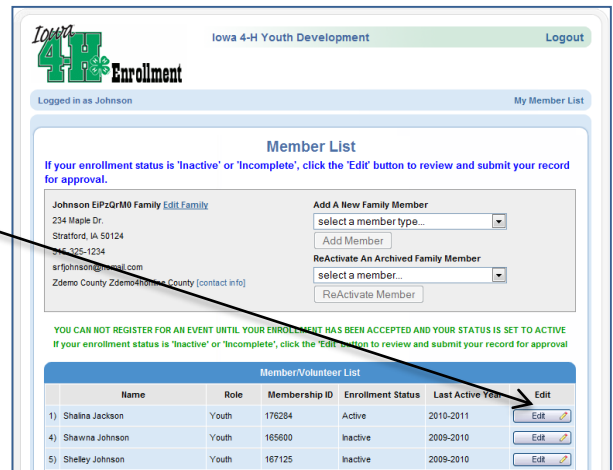 Iowa
4-H
Enrollment
Iowa 4-H Youth Development
Logout
Logged in as Johnson
My Member List
Member List
If your enrollment status is 'Inactive' or 'Incomplete', click the 'Edit' button to review and submit your record
for approval.
Johnson EiPzQrM0 Family Edit Family
234 Maple Dr.
Stratford, IA 50124
515-325-1234
Zdemo County Zdemo4honline County [contact info]
Add A New Family Member
select a member type...
Add Member
ReActivate An Archived Family Member
select a member...
ReActivate Member
YOU CAN NOT REGISTER FOR AN EVENT UNTIL YOUR ENROLLMENT HAS BEEN ACCEPTED AND YOUR STATUS IS SET TO ACTIVE
If your enrollment status is 'Inactive' or 'Incomplete', click the 'Edit' button to review and submit your record for approval
Member/Volunteer List
Name Role Membership ID Enrollment Status Last Active Year Edit
1) Shalina Jackson Youth 176284 Active 2010-2011 Edit
4) Shawna Johnson Youth 165600 Inactive 2009-2010 Edit
5) Shelley Johnson Youth 167125 Inactive 2009-2010 Edit